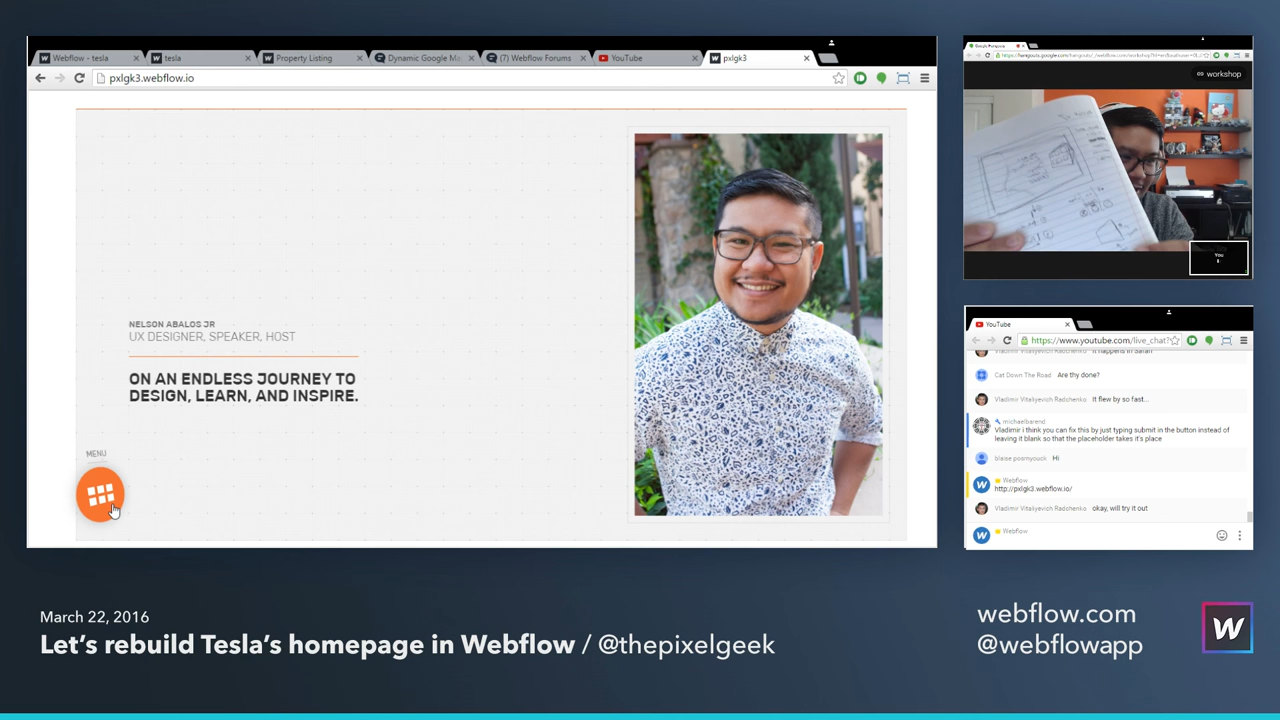 Webflow - tesla
tesla
Property Listing
Dynamic Google Ma
(7) Webflow Forums
YouTube
pxlgk3
pxlgk3.webflow.io
NELSON ABALOS JR
UX DESIGNER, SPEAKER, HOST
ON AN ENDLESS JOURNEY TO
DESIGN, LEARN, AND INSPIRE.
MENU
workshop
You
YouTube
https://www.youtube.com/live_chat?
Cat Down The Road Are thy done?
Vladimir Vitaliyevich Radchenko It flew by so fast...
michaelbarend
Vladimir i think you can fix this by just typing submit in the button instead of
leaving it blank so that the placeholder takes it's place
blaise posmyouck Hi
Webflow
http://pxlgk3.webflow.io/
Vladimir Vitaliyevich Radchenko okay, will try it out
Webflow
March 22, 2016
Let's rebuild Tesla's homepage in Webflow / @thepixelgeek
webflow.com
@webflowapp
W